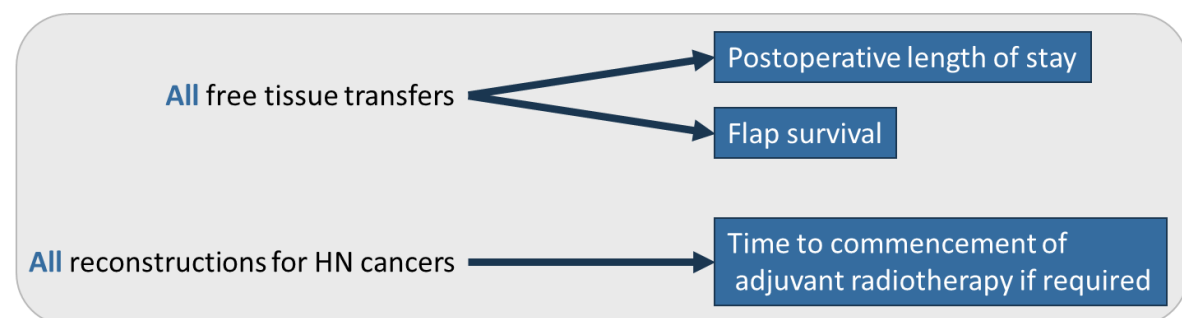 All free tissue transfers
Postoperative length of stay
Flap survival
All reconstructions for HN cancers
Time to commencement of
adjuvant radiotherapy if required